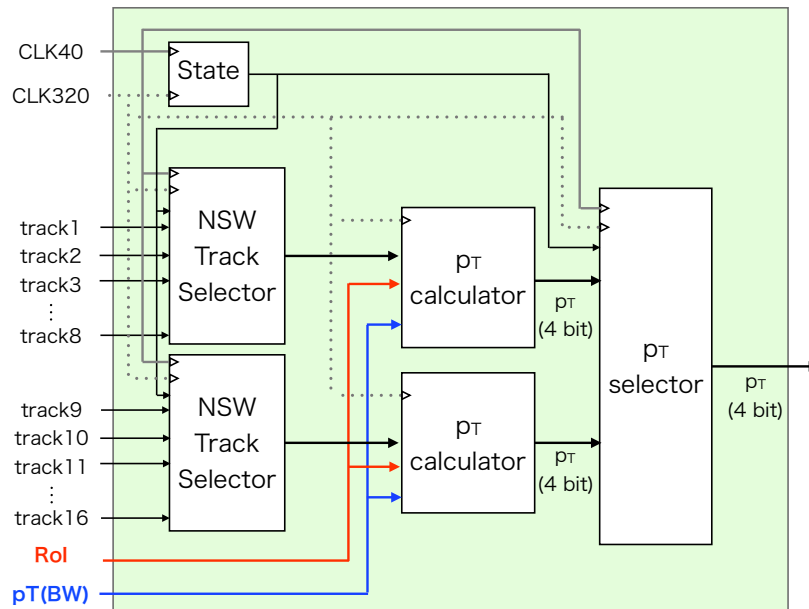 CLK40
State
CLK320
NSW
Track
Selector
track1
track2
track3
⋮
track8
pT
calculator
pT
(4 bit)
pT
selector
pT
(4 bit)
NSW
Track
Selector
track9
track10
track11
⋮
track16
pT
calculator
pT
(4 bit)
RoI
pT(BW)